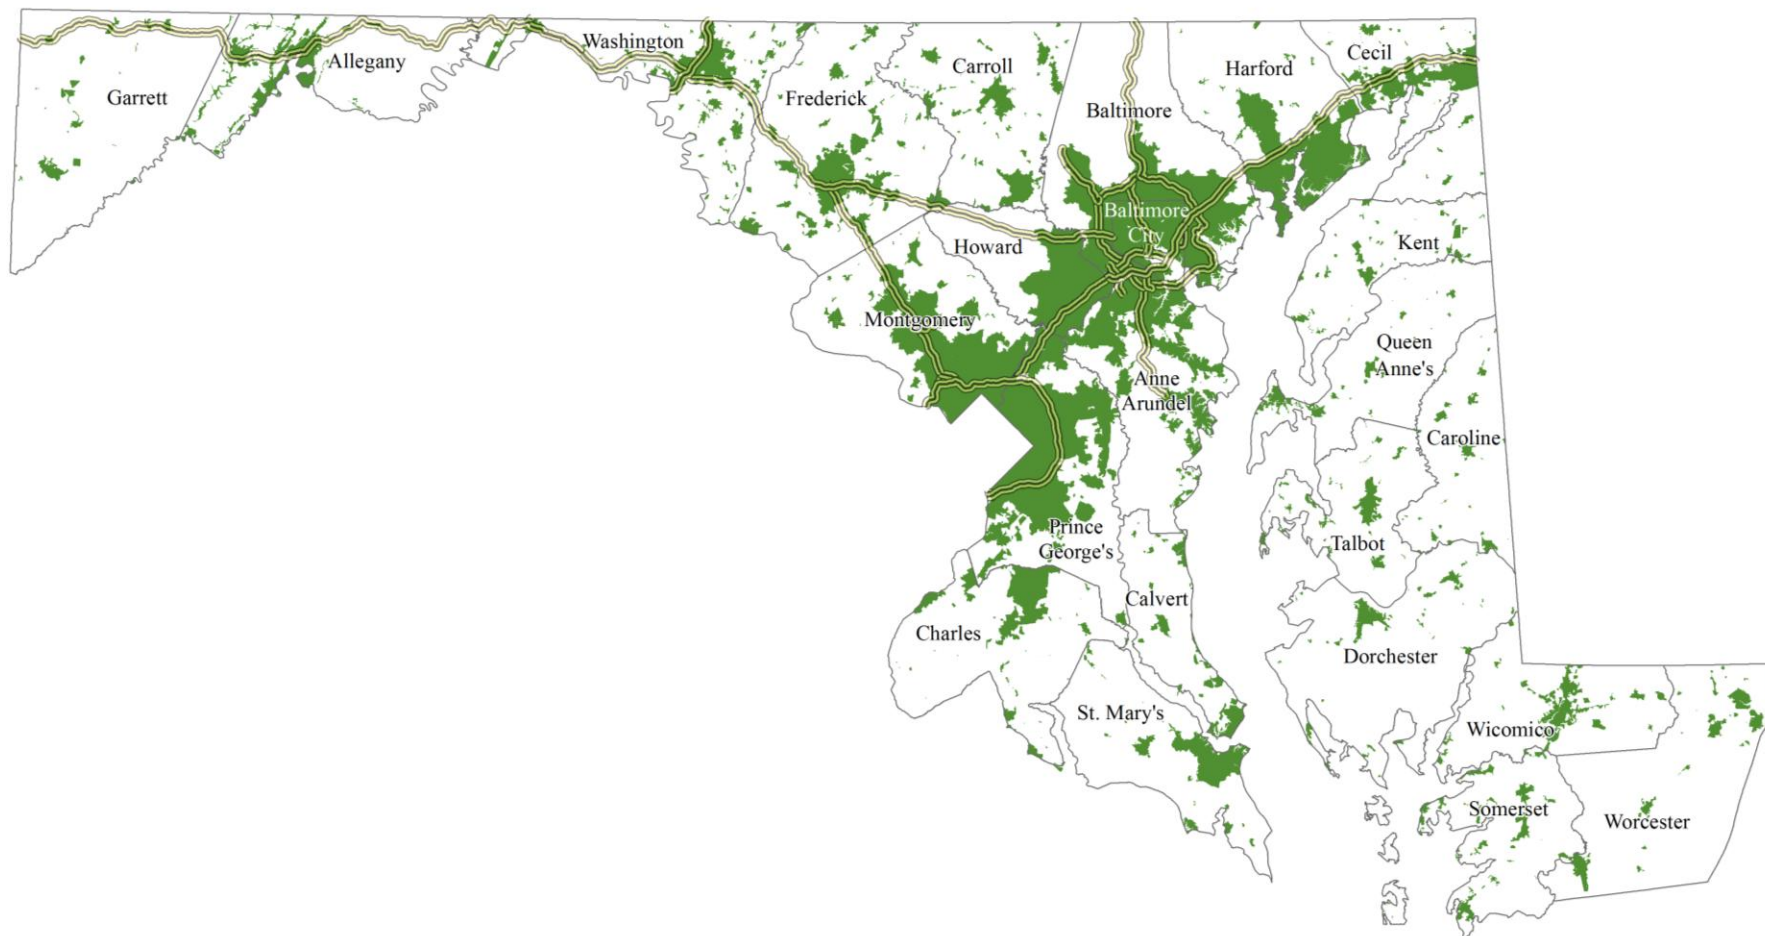 Washington
Cecil
Allegany
Carroll
Harford
Garrett
Frederick
Baltimore
Baltimore
City
Howard
Kent
Montgomery
Queen
Anne's
Anne
Arundel
Caroline
Prince
George's
Talbot
Calvert
Charles
Dorchester
St. Mary's
Wicomico
Somerset
Worcester